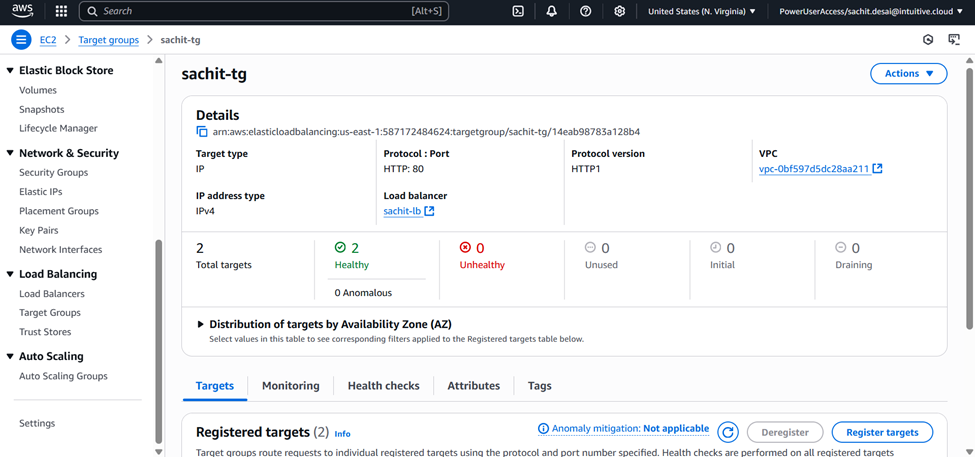 aws
Search [Alt+S] United States (N. Virginia) PowerUserAccess/sachit.desai@intuitive.cloud
EC2 Target groups sachit-tg
Elastic Block Store
Volumes
Snapshots
Lifecycle Manager
Network & Security
Security Groups
Elastic IPs
Placement Groups
Key Pairs
Network Interfaces
Load Balancing
Load Balancers
Target Groups
Trust Stores
Auto Scaling
Auto Scaling Groups
Settings
sachit-tg Actions
Details
arn:aws:elasticloadbalancing:us-east-1:587172484624:targetgroup/sachit-tg/14eab98783a128b4
Target type Protocol : Port Protocol version VPC
IP HTTP: 80 HTTP1 vpc-0bf597d5dc28aa211
IP address type Load balancer
IPv4 sachit-lb
2 2 0 0 0 0
Total targets Healthy Unhealthy Unused Initial Draining
0 Anomalous
Distribution of targets by Availability Zone (AZ)
Select values in this table to see corresponding filters applied to the Registered targets table below.
Targets Monitoring Health checks Attributes Tags
Registered targets (2) Info Anomaly mitigation: Not applicable Deregister Register targets
Target groups route requests to individual registered targets using the protocol and port number specified. Health checks are performed on all registered targets